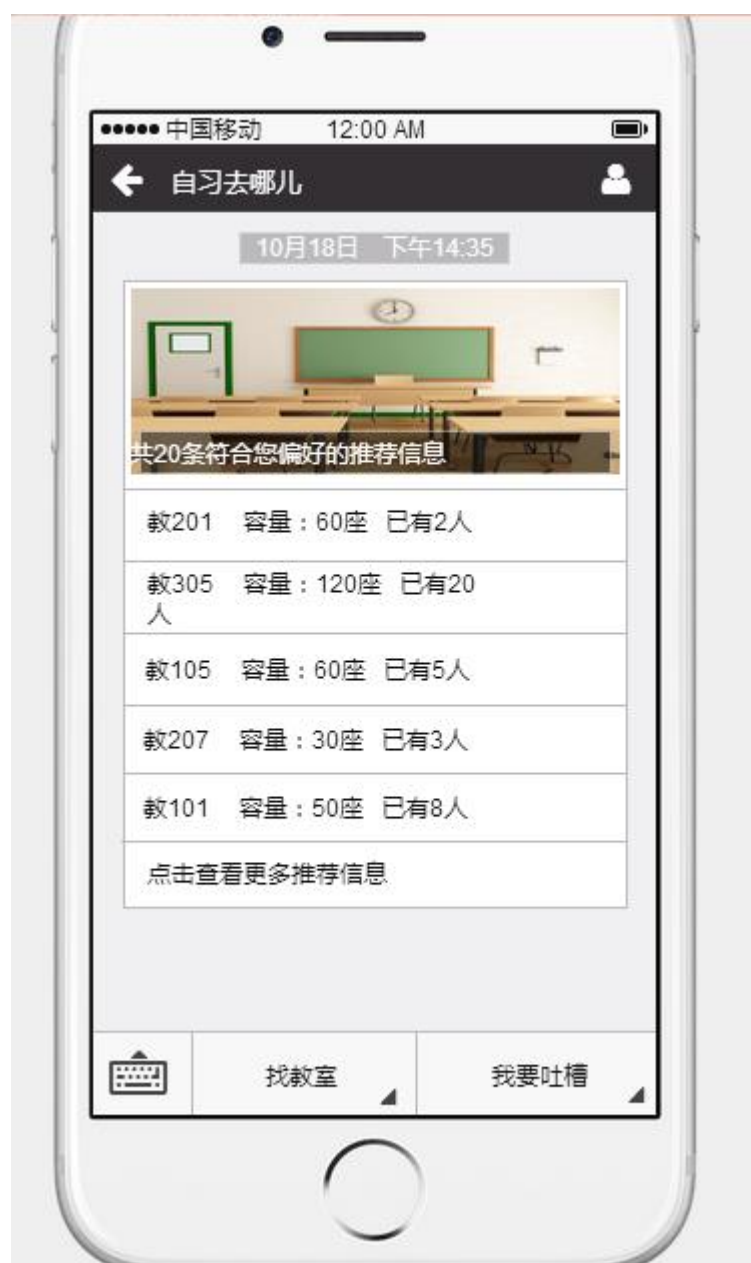 中国移动 12:00 AM
自习去哪儿
10月18日 下午14:35
共20条符合您偏好的推荐信息
教201 容量：60座 已有2人
教305 容量：120座 已有20
人
教105 容量：60座 已有5人
教207 容量：30座 已有3人
教101 容量：50座 已有8人
点击查看更多推荐信息
找教室 我要吐槽